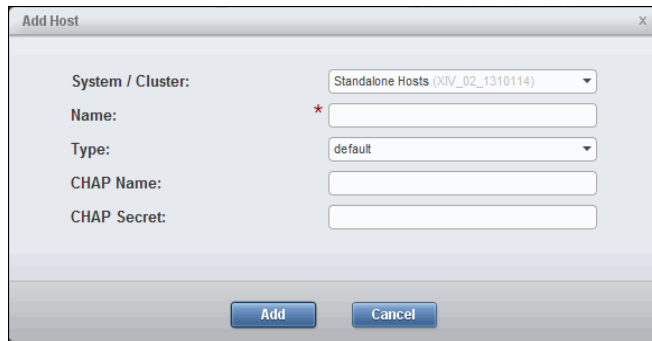 Add Host X
System / Cluster: Standalone Hosts (XIV_02_1310114)
Name: *
Type: default
CHAP Name:
CHAP Secret:
Add Cancel